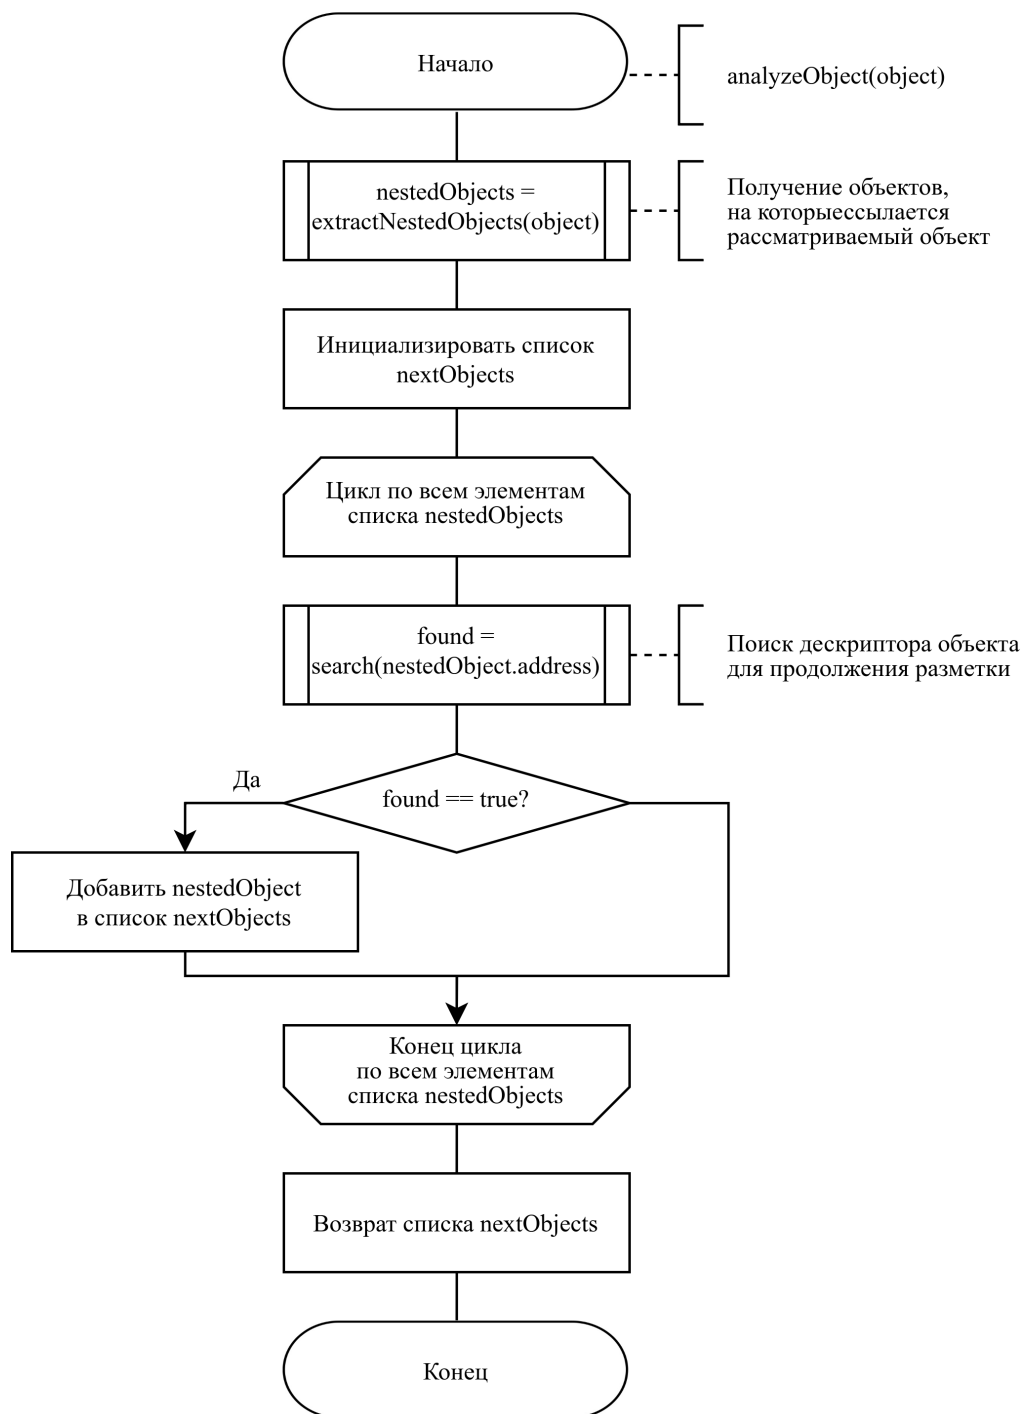 Начало
analyzeObject(object)
nestedObjects =
extractNestedObjects(object)
Получение объектов,
на которыессылается
рассматриваемый объект
Инициализировать список
nextObjects
Цикл по всем элементам
списка nestedObjects
found =
search(nestedObject.address)
Поиск дескриптора объекта
для продолжения разметки
found == true?
Да
Добавить nestedObject
в список nextObjects
Конец цикла
по всем элементам
списка nestedObjects
Возврат списка nextObjects
Конец